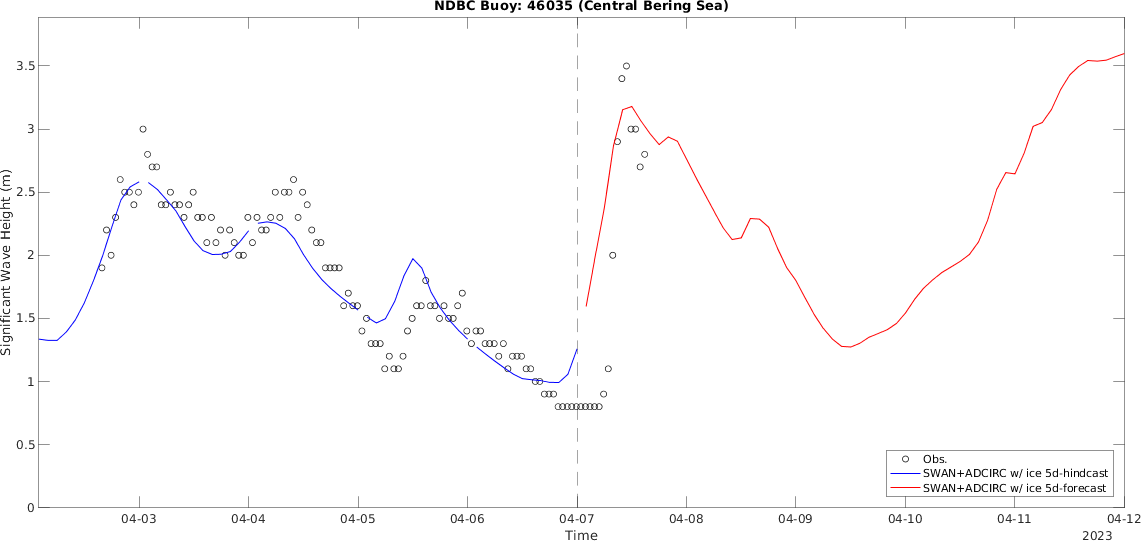 NDBC Buoy: 46035 (Central Bering Sea)
Significant Wave Height (m)
3.5
3
2.5
2
1.5
1
0.5
0
Obs.
SWAN+ADCIRC w/ ice 5d-hindcast
SWAN+ADCIRC w/ ice 5d-forecast
04-03 04-04 04-05 04-06 04-07 04-08 04-09 04-10 04-11 04-12
Time
2023